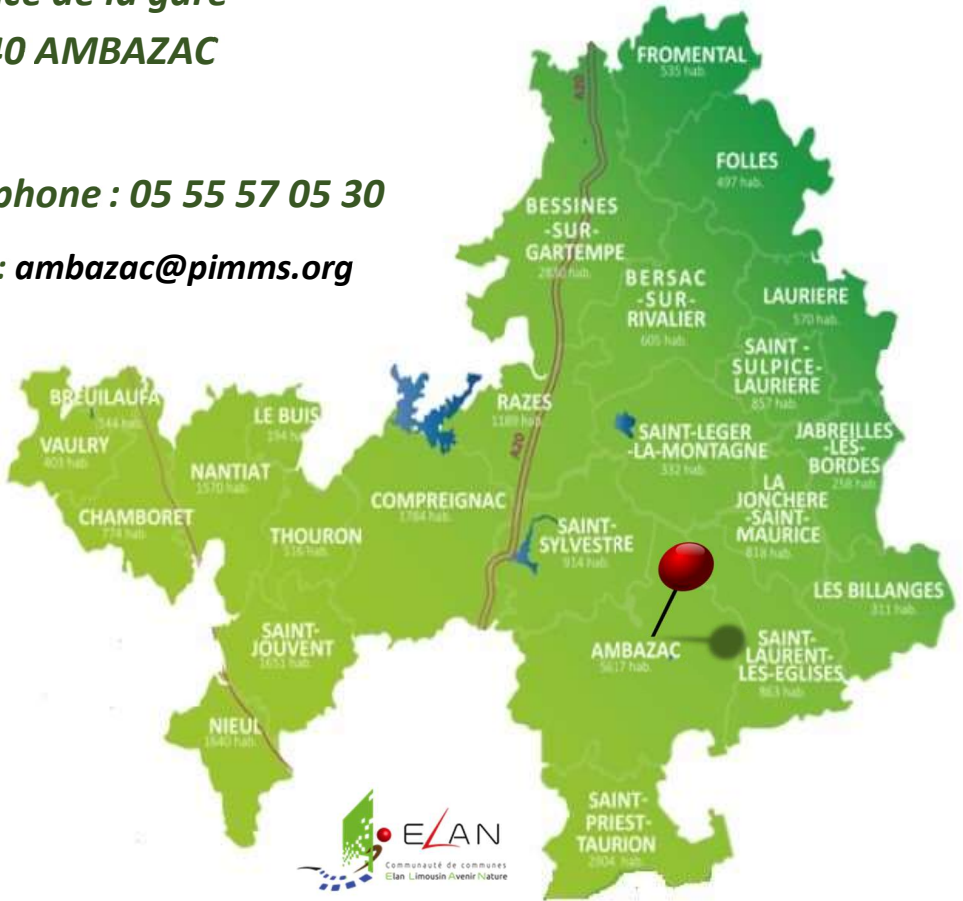 de la gare
40 AMBAZAC
phone : 05 55 57 05 30
: ambazac@pimms.org
FROMENTAL
535 hab.
A20
FOLLES
497 hab.
BESSINES
-SUR-
GARTEMPE
hab.
BERSAC
-SUR-
RIVALIER
605 hab.
LAURIERE
570 hab.
SAINT -
SULPICE-
LAURIERE
857 hab.
BREUILAUFA
hab.
VAULRY
403 hab.
LE BUIS
194 ha
NANTIAT
1570 hab.
CHAMBORET
774 hab.
RAZES
1189 hab.
A20
SAINT-LEGER
-LA-MONTAGNE
332 hab.
JABREILLES
-LES-
BORDES
258 hab.
COMPREIGNAC
1784 hab.
THOURON
516 hab.
SAINT-
SYLVESTRE
914 hab.
LA
JONCHERE
-SAINT-
MAURICE
818 hab.
LES BILLANGES
311 hab.
SAINT-
JOUVENT
1651 hab.
AMBAZAC
5617 hab.
SAINT-
LAURENT-
LES-EGLISES
863 hab.
NIEUL
1640 hab.
SAINT-
PRIEST-
TAURION
2804 hab.
ELAN
Communauté de communes
Elan Limousin Avenir Nature